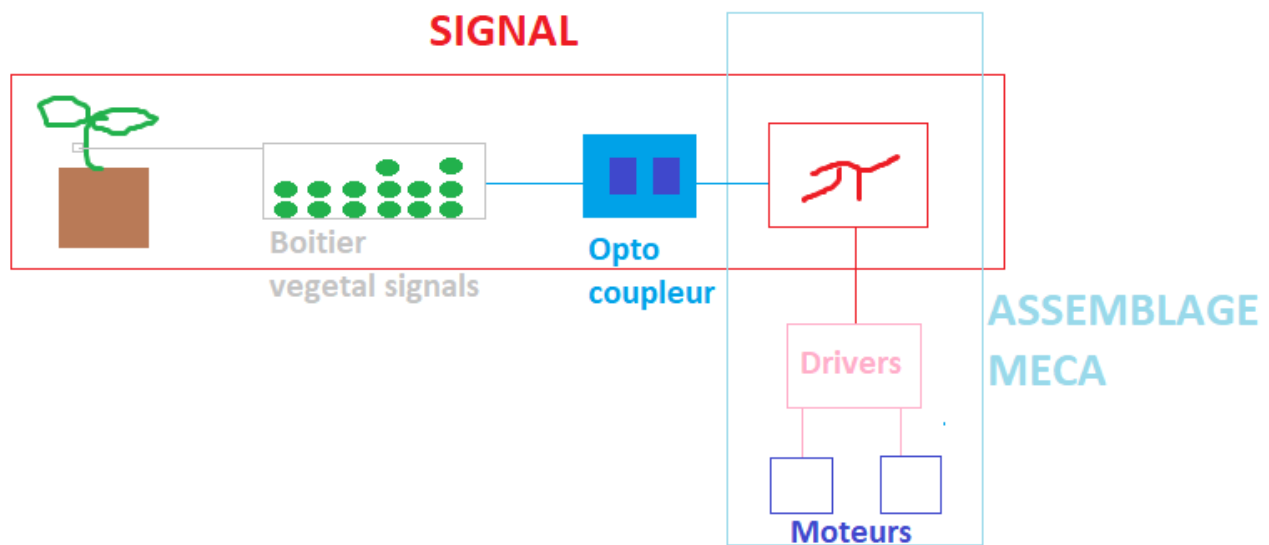 SIGNAL
Boitier
vegetal signals
Opto
coupleur
ASSEMBLAGE
MECA
Drivers
Moteurs